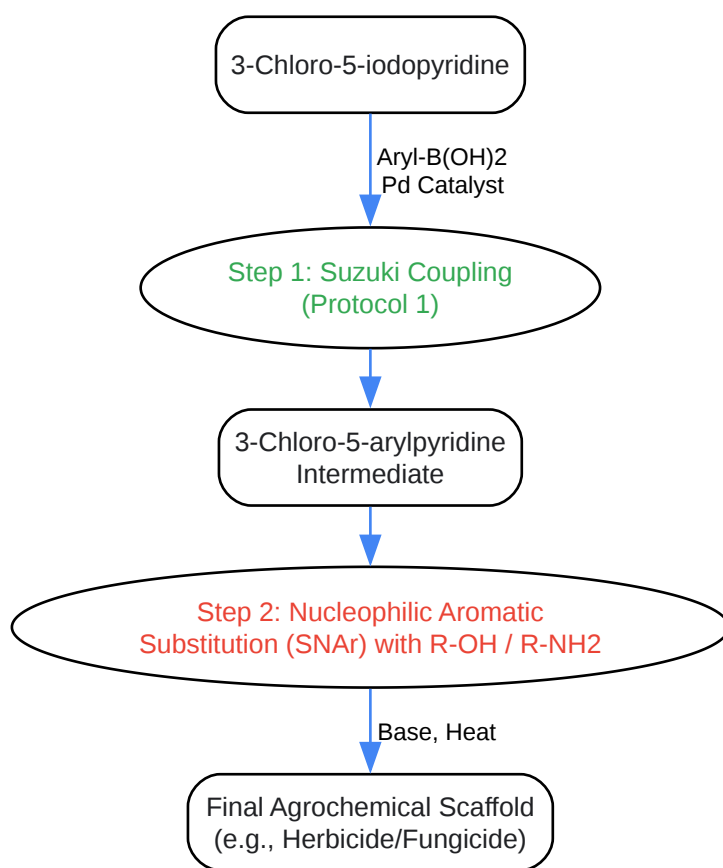 3-Chloro-5-iodopyridine
Aryl-B(OH)2
Pd Catalyst
Step 1: Suzuki Coupling
(Protocol 1)
3-Chloro-5-arylpyridine
Intermediate
Step 2: Nucleophilic Aromatic
Substitution (SNAr) with R-OH / R-NH2
Base, Heat
Final Agrochemical Scaffold
(e.g., Herbicide/Fungicide)